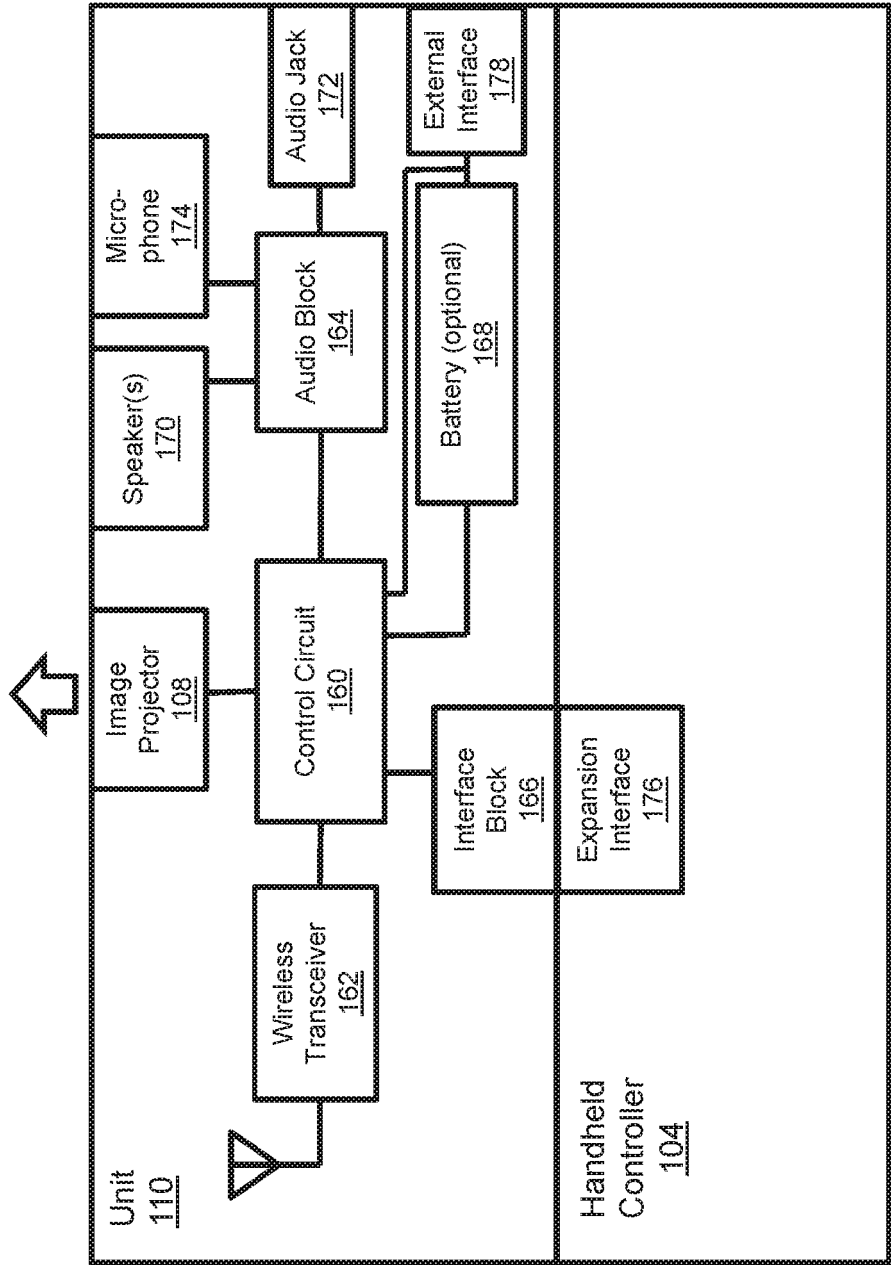 Unit
110
Image
Projector
108
Speaker(s)
170
Micro-
phone
174
Wireless
Transceiver
162
Control Circuit
160
Audio Block
164
Audio Jack
172
Interface
Block
166
Battery (optional)
168
External
Interface
178
Handheld
Controller
104
Expansion
Interface
176